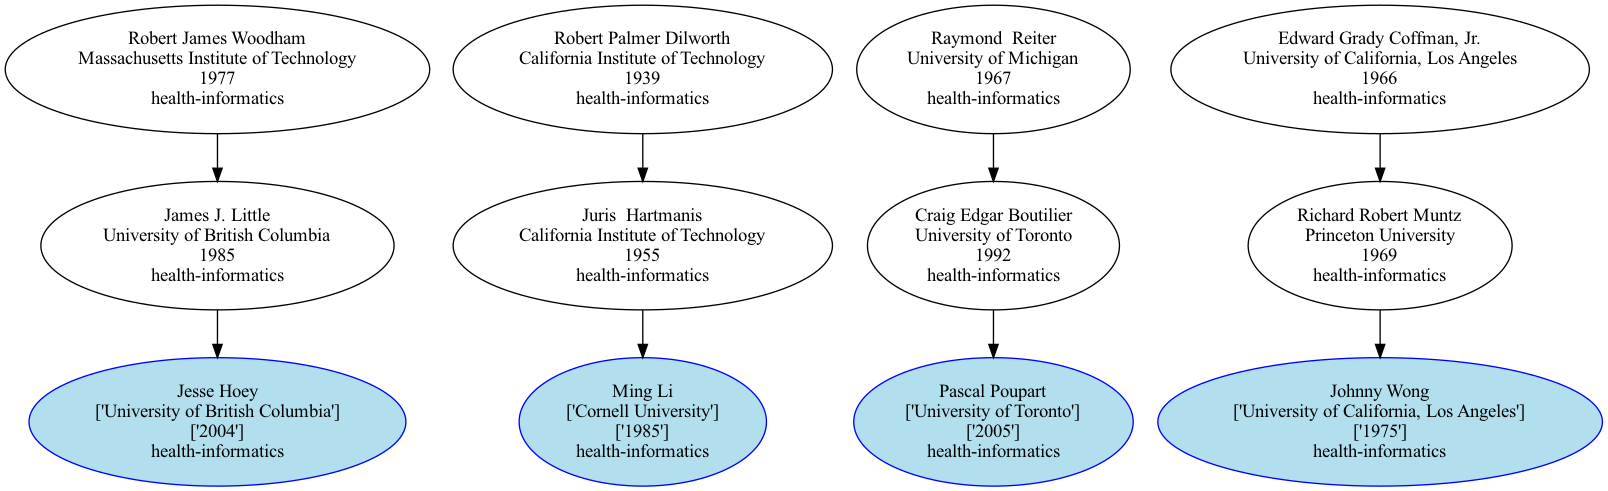 Robert James Woodham
Massachusetts Institute of Technology
1977
health-informatics
Robert Palmer Dilworth
California Institute of Technology
1939
health-informatics
Raymond  Reiter
University of Michigan
1967
health-informatics
Edward Grady Coffman, Jr.
University of California, Los Angeles
1966
health-informatics
James J. Little
University of British Columbia
1985
health-informatics
Juris  Hartmanis
California Institute of Technology
1955
health-informatics
Craig Edgar Boutilier
University of Toronto
1992
health-informatics
Richard Robert Muntz
Princeton University
1969
health-informatics
Jesse Hoey
['University of British Columbia']
['2004']
health-informatics
Ming Li
['Cornell University']
['1985']
health-informatics
Pascal Poupart
['University of Toronto']
['2005']
health-informatics
Johnny Wong
['University of California, Los Angeles']
['1975']
health-informatics